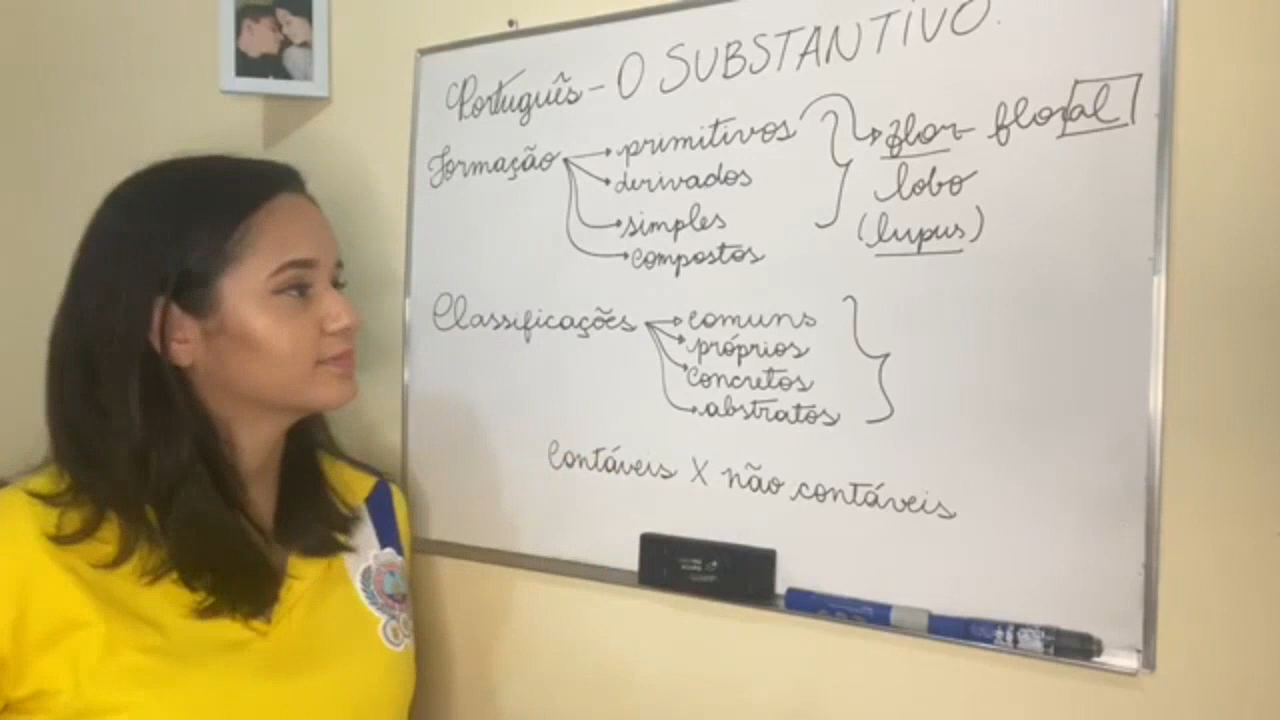 Português - O SUBSTANTIVO.
Formação primitivos
derivados
simples
compostos
flor floral
lobo
(lupus)
Classificações comuns
próprios
concretos
abstratos
Contáveis X não contáveis